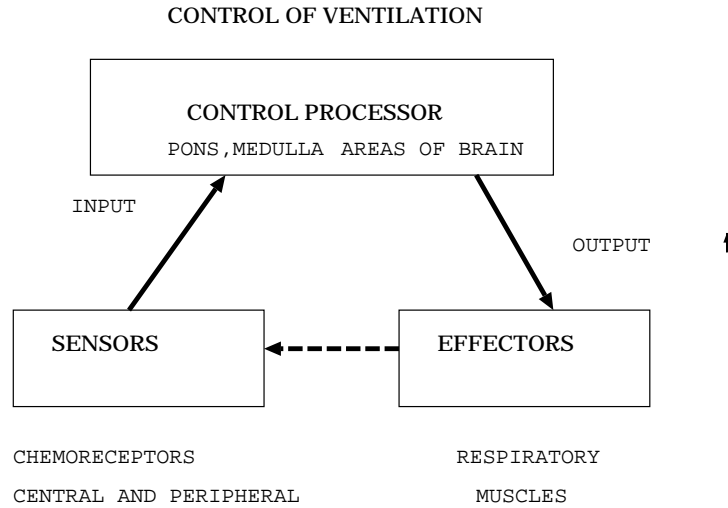 CONTROL OF VENTILATION
CONTROL PROCESSOR
PONS,MEDULLA AREAS OF BRAIN
INPUT
OUTPUT
SENSORS
EFFECTORS
CHEMORECEPTORS
CENTRAL AND PERIPHERAL
RESPIRATORY
MUSCLES